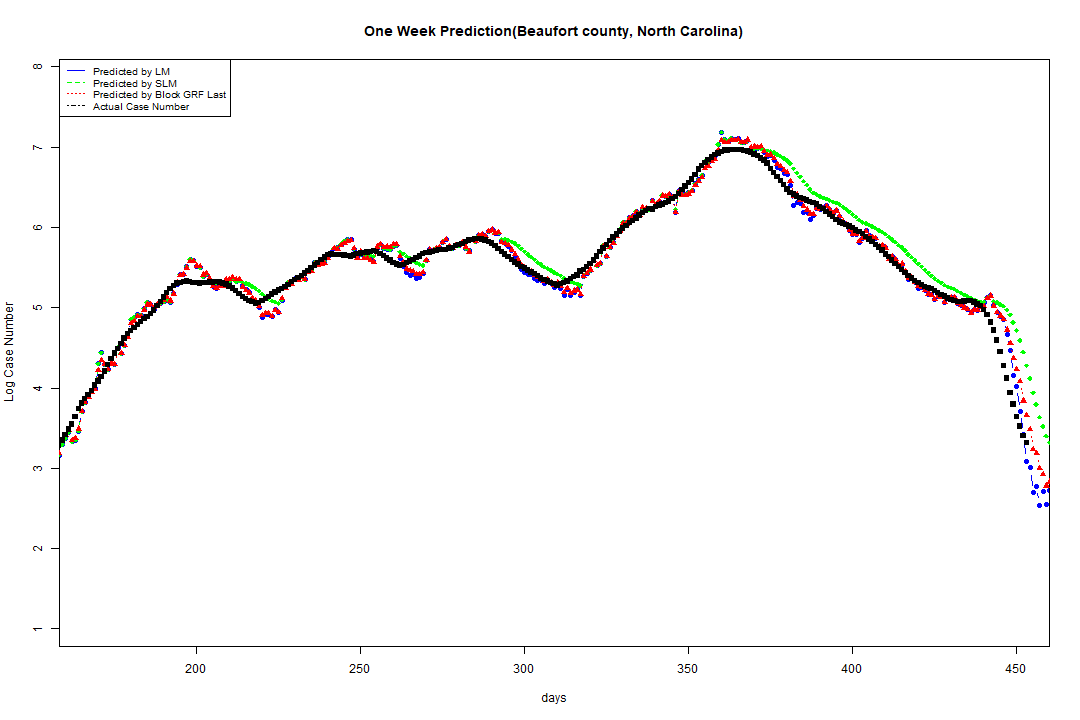 One Week Prediction(Beaufort county, North Carolina)
Predicted by LM
Predicted by SLM
Predicted by Block GRF Last
Actual Case Number
8
7
6
5
4
3
2
1
Log Case Number
200 250 300 350 400 450
days